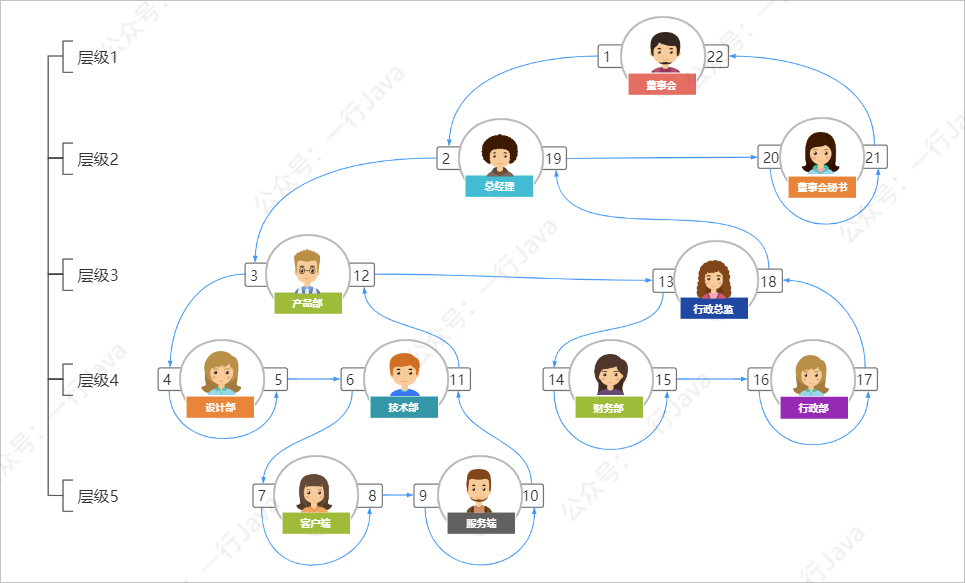 层级1
1
22
董事会
层级2
2
19
总经理
20
21
董事会秘书
层级3
3
12
产品部
13
18
行政总监
层级4
4
5
设计部
6
11
技术部
14
15
财务部
16
17
行政部
层级5
7
8
客户端
9
10
服务端
公众号：一行Java